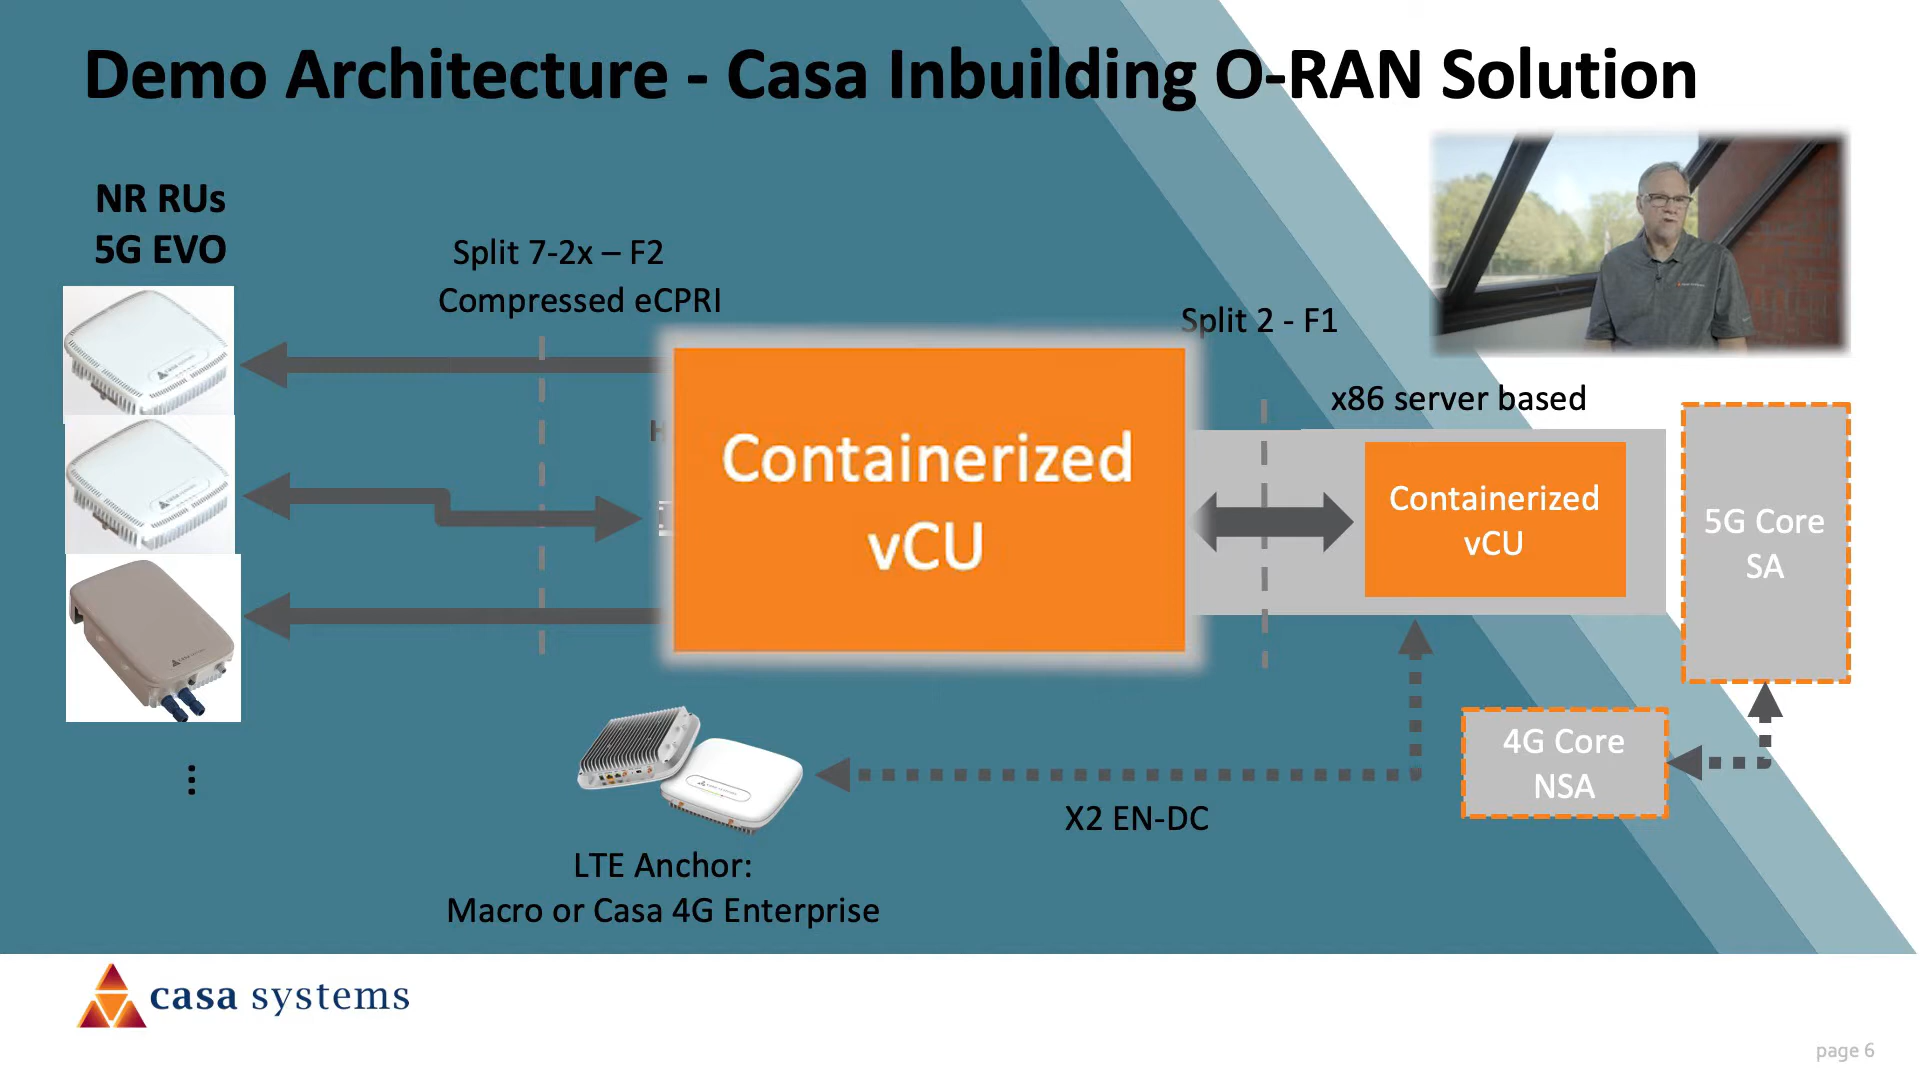 Demo Architecture - Casa Inbuilding O-RAN Solution
NR RUs
5G EVO
Split 7-2x – F2
Compressed eCPRI
Split 2 - F1
x86 server based
Containerized
vCU
Containerized
vCU
5G Core
SA
4G Core
NSA
X2 EN-DC
LTE Anchor:
Macro or Casa 4G Enterprise
casa systems
page 6